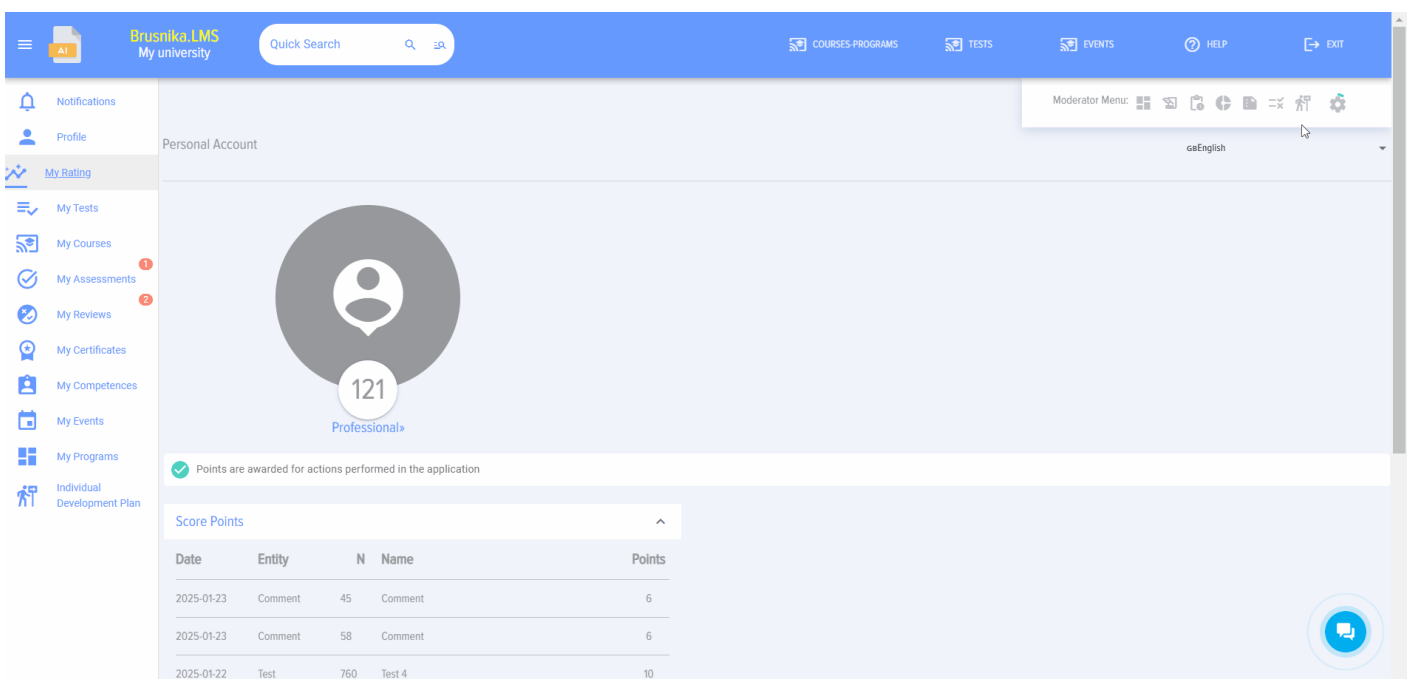 AI
Brusnika.LMS
My university
Quick Search
COURSES-PROGRAMS
TESTS
EVENTS
HELP
EXIT
Moderator Menu:
Notifications
Profile
My Rating
My Tests
My Courses
1
My Assessments
2
My Reviews
My Certificates
My Competences
My Events
My Programs
Individual
Development Plan
Personal Account
GBEnglish
121
Professional»
Points are awarded for actions performed in the application
Score Points
Date Entity N Name Points
2025-01-23 Comment 45 Comment 6
2025-01-23 Comment 58 Comment 6
2025-01-22 Test 760 Test 4 10